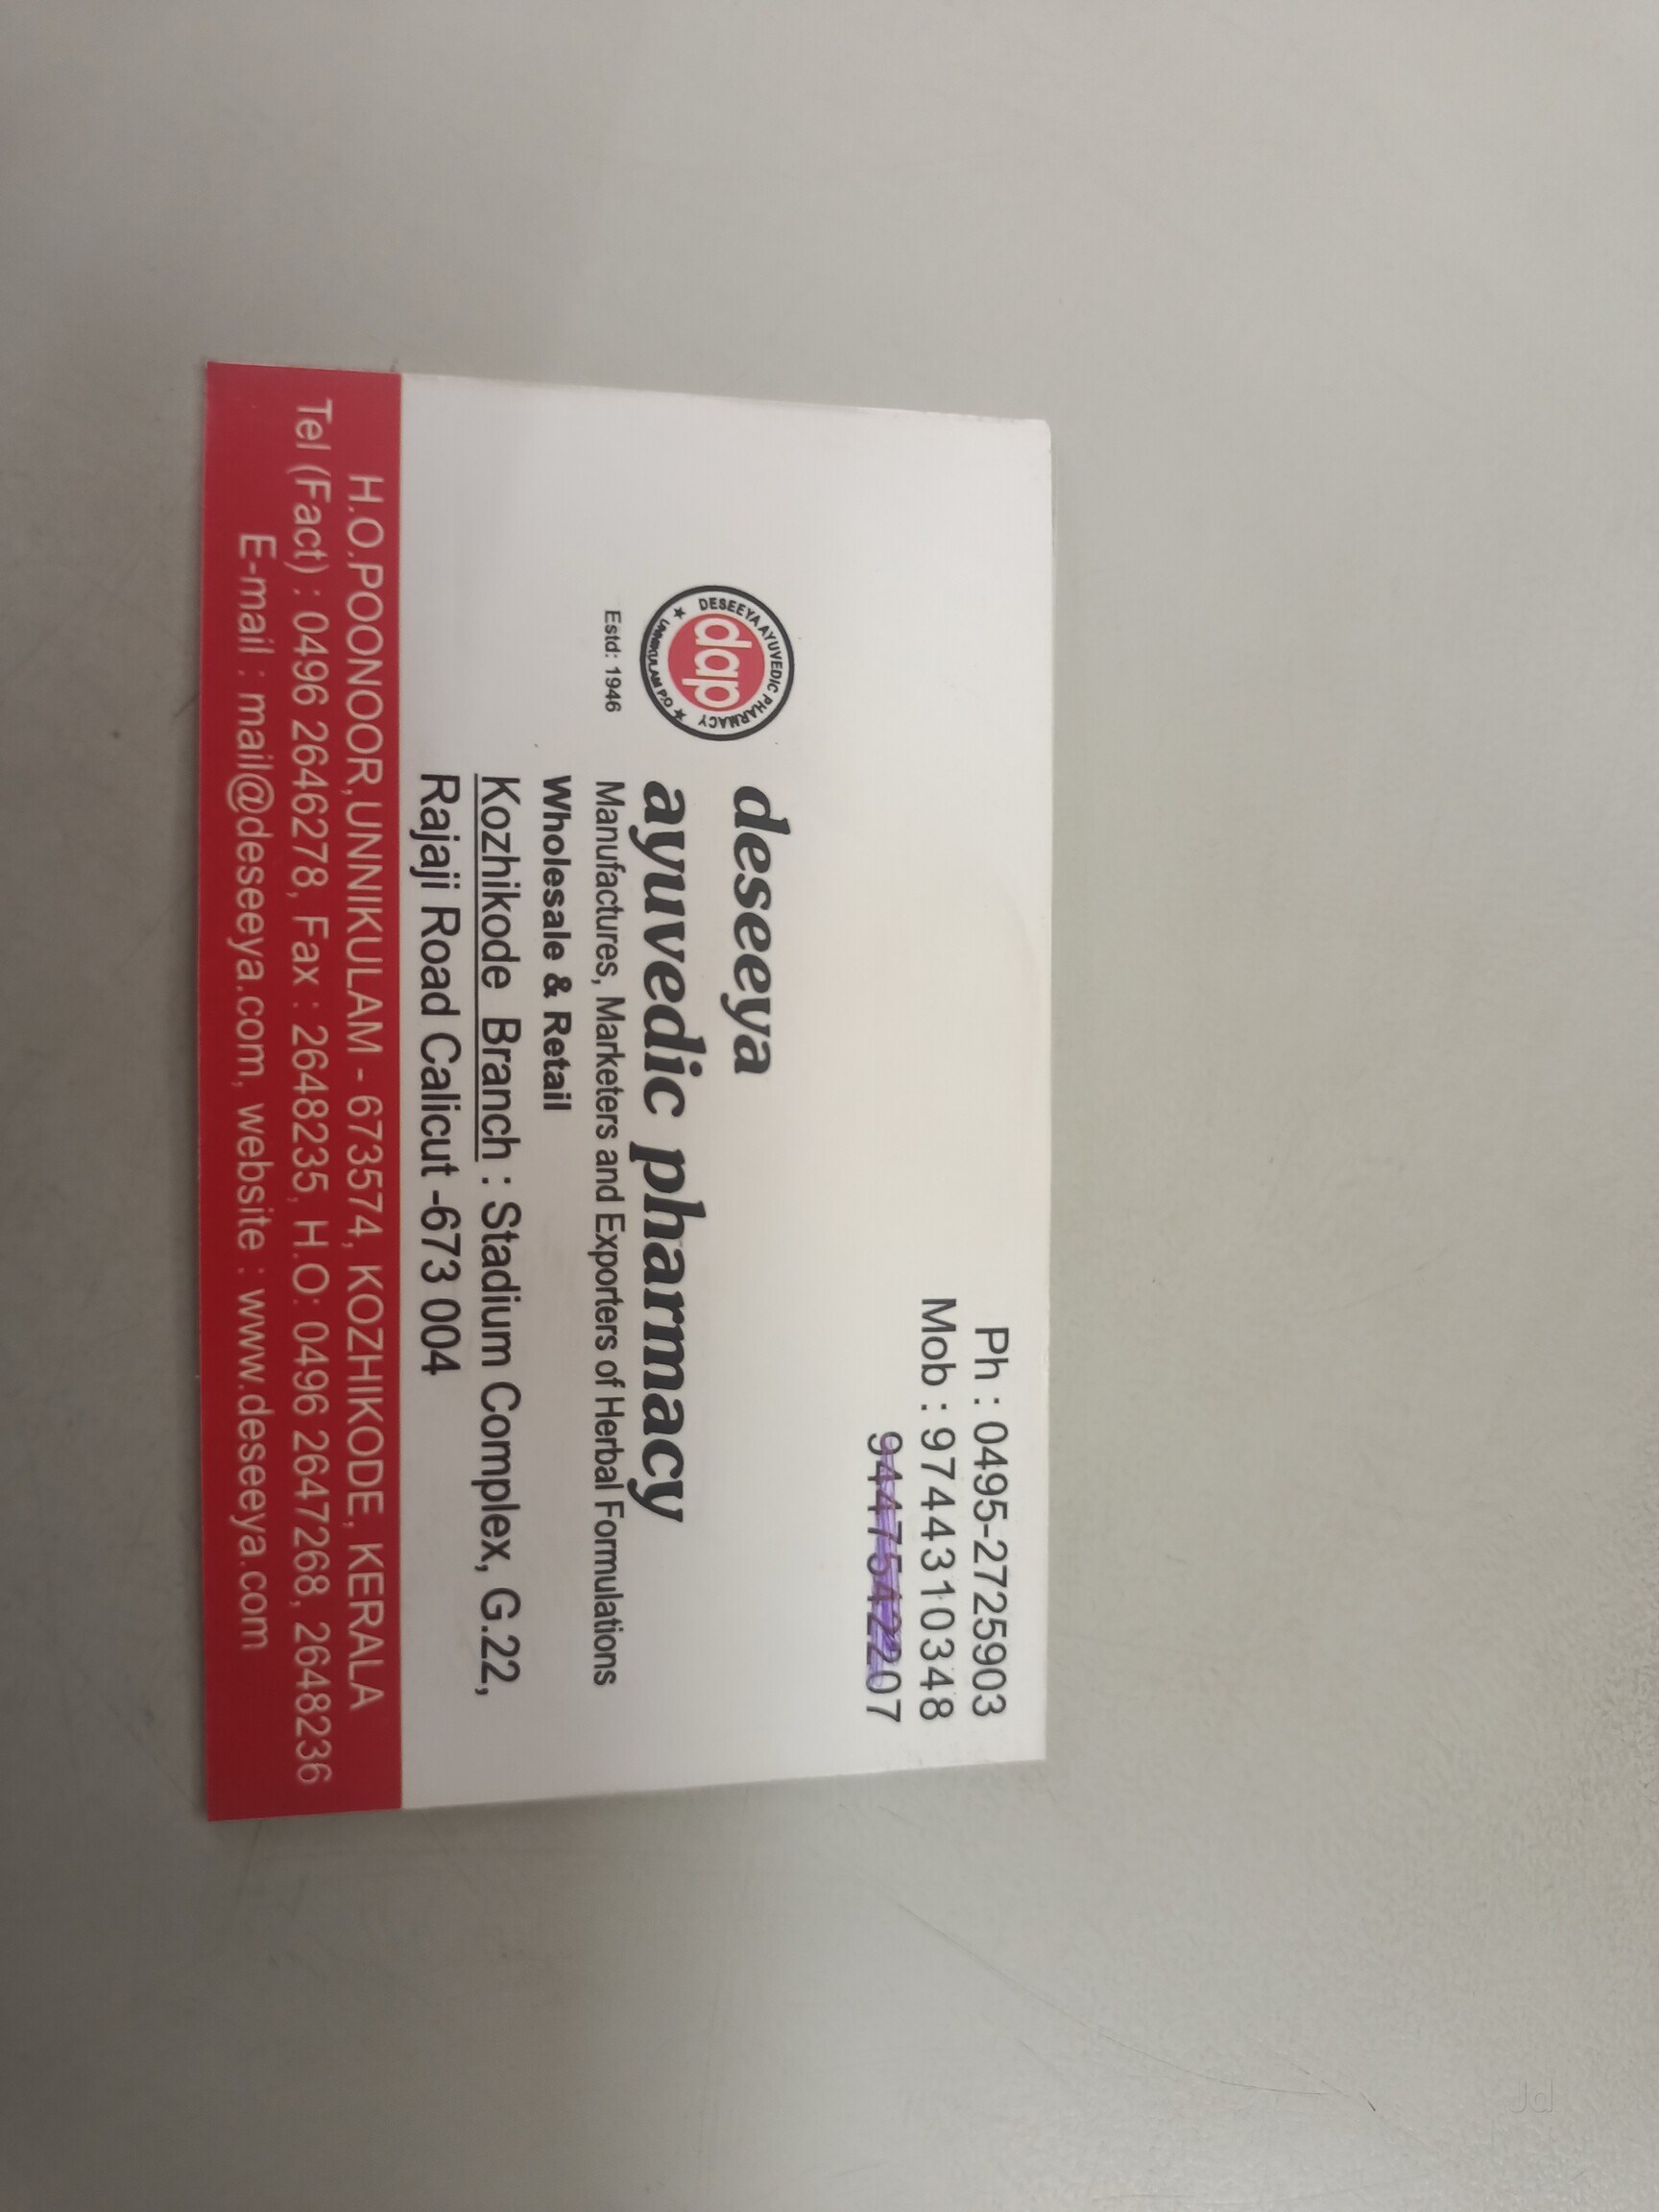 Ph : 0495-2725903
Mob : 9744310348
9447542207
DESEEYA AYUVEDIC PHARMACY
dap
UNNIKULAM P.O
Estd: 1946
deseeya
ayuvedic pharmacy
Manufactures, Marketers and Exporters of Herbal Formulations
Wholesale & Retail
Kozhikode Branch : Stadium Complex, G.22,
Rajaji Road Calicut -673 004
H.O.POONOOR,UNNIKULAM - 673574, KOZHIKODE, KERALA
Tel (Fact) : 0496 2646278, Fax : 2648235, H.O: 0496 2647268, 2648236
E-mail : mail@deseeya.com, website : www.deseeya.com
Jd